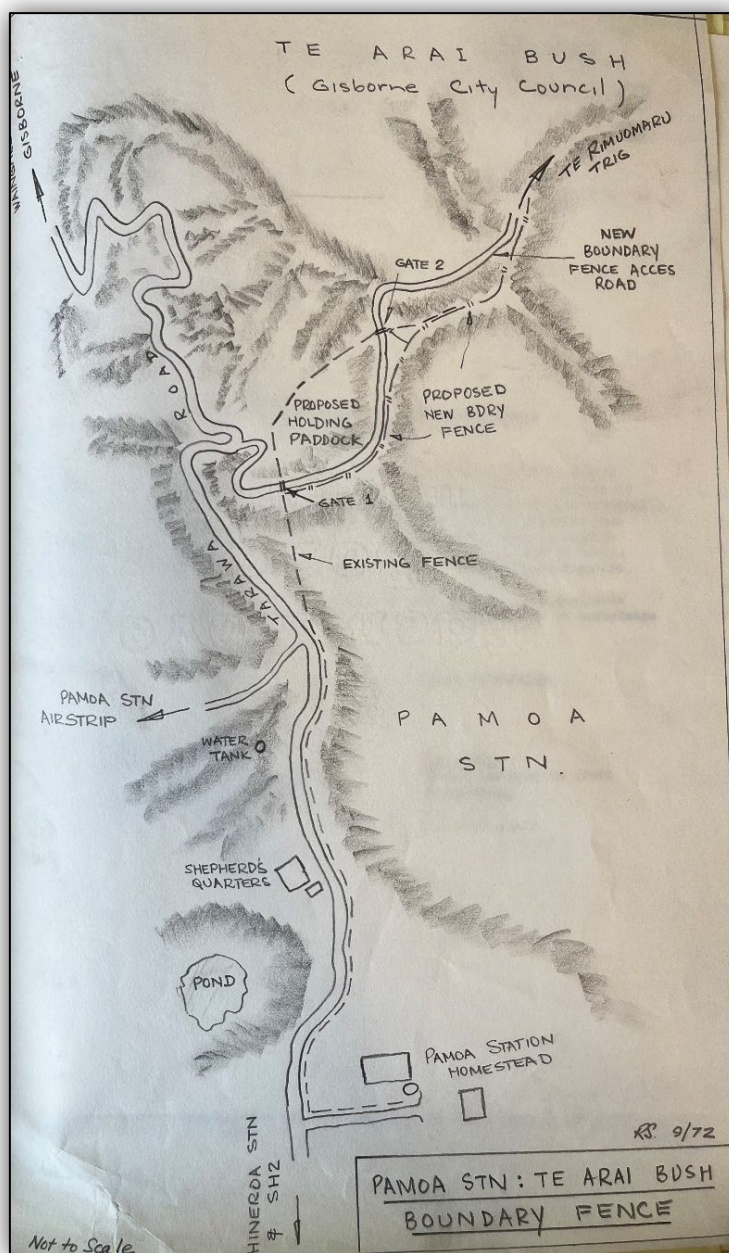 TE ARAI BUSH
(Gisborne City Council)
GISBORNE
TE RIMUOMARU
TRIG
NEW
BOUNDARY
FENCE ACCES
ROAD
GATE 2
ROAD
PROPOSED
HOLDING
PADDOCK
PROPOSED
NEW BDRY
FENCE
GATE 1
EXISTING FENCE
TARAWA
PAMOA STN
AIRSTRIP
WATER
TANK
PAMOA
STN.
SHEPHERD'S
QUARTERS
POND
PAMOA STATION
HOMESTEAD
HINEROA STN
& SH2
RS. 9/72
PAMOA STN: TE ARAI BUSH
BOUNDARY FENCE
Not to Scale